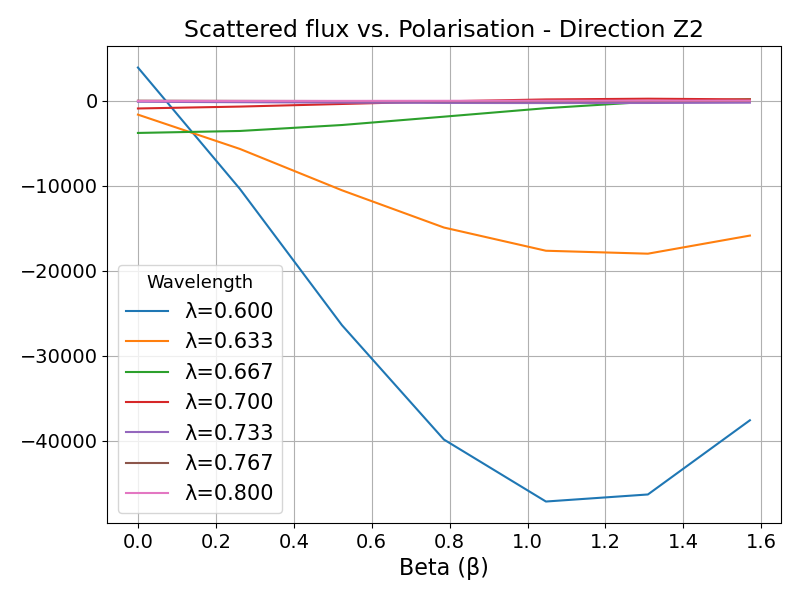 Scattered flux vs. Polarisation - Direction Z2
0
−10000
−20000
−30000
−40000
Wavelength
λ=0.600
λ=0.633
λ=0.667
λ=0.700
λ=0.733
λ=0.767
λ=0.800
0.0 0.2 0.4 0.6 0.8 1.0 1.2 1.4 1.6
Beta (β)